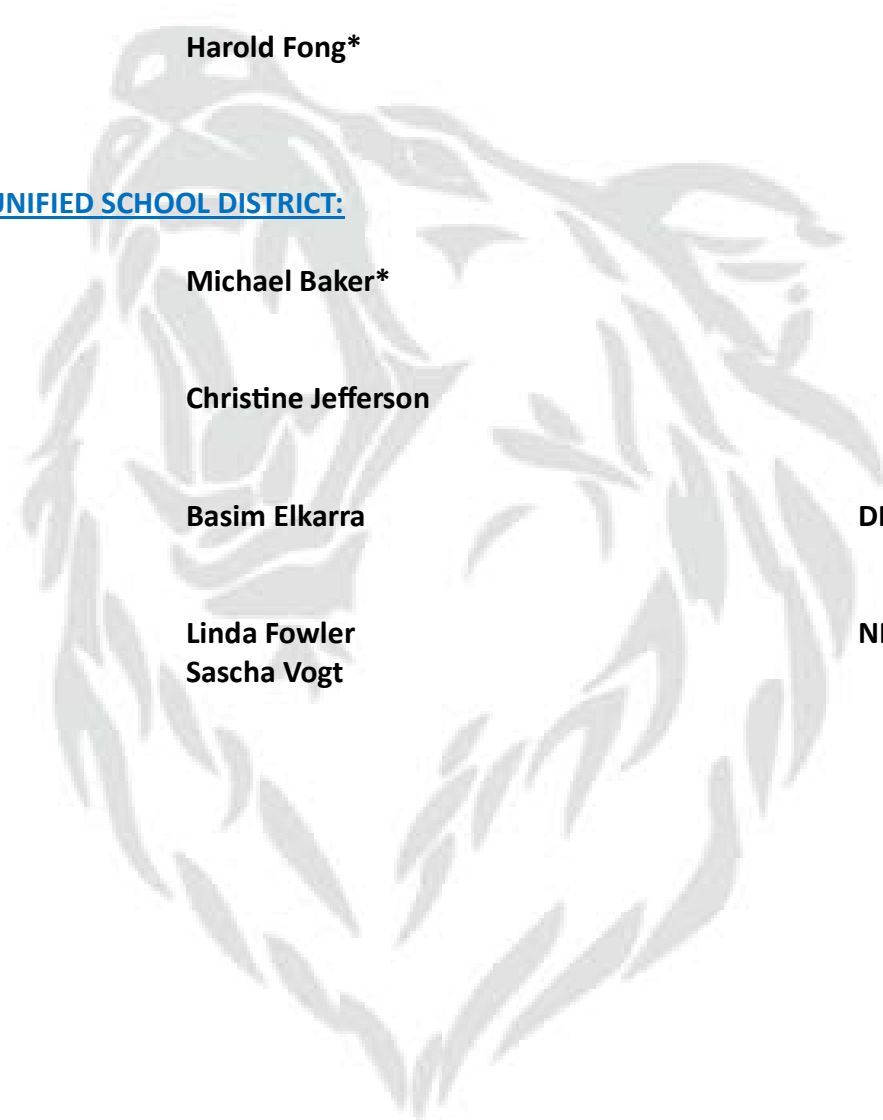 Harold Fong*
UNIFIED SCHOOL DISTRICT:
Michael Baker*
Christine Jefferson
Basim Elkarra
Linda Fowler
Sascha Vogt